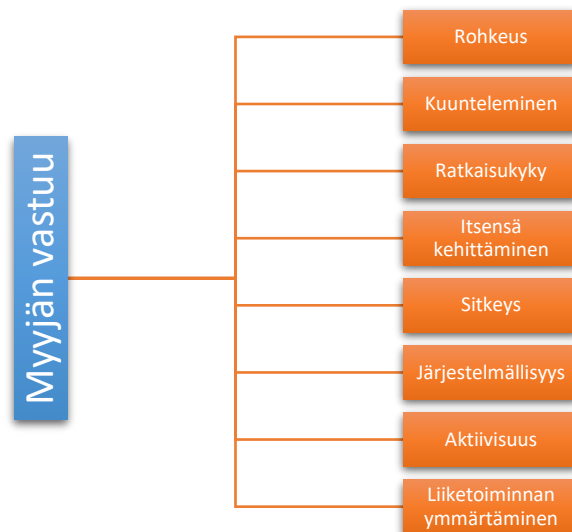 Myyjän vastuu
Rohkeus
Kuunteleminen
Ratkaisukyky
Itsensä
kehittäminen
Sitkeys
Järjestelmällisyys
Aktiivisuus
Liiketoiminnan
ymmärtäminen